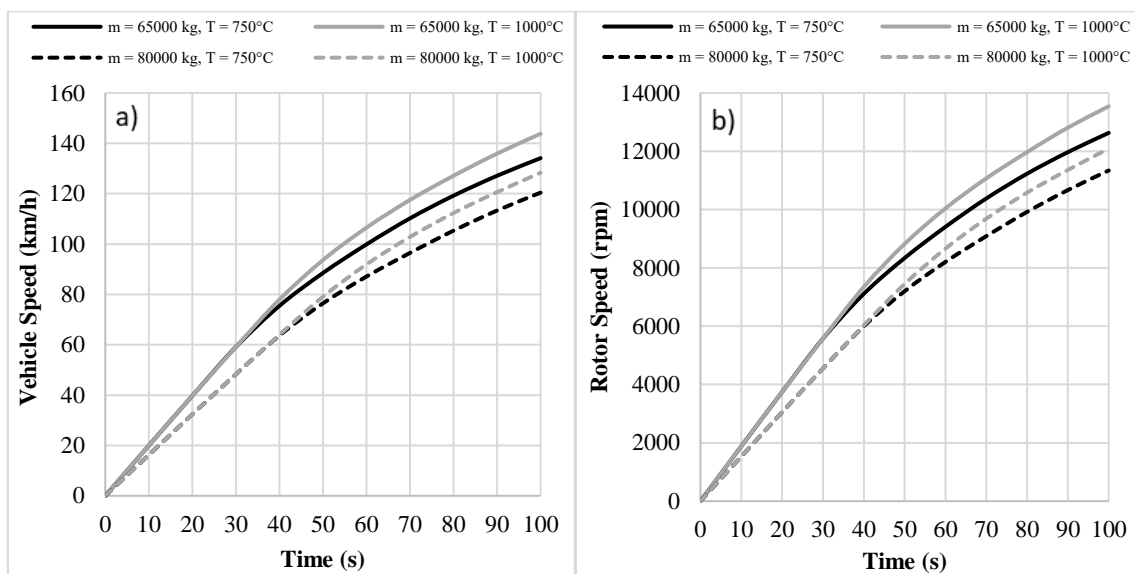 m = 65000 kg, T = 750°C
m = 65000 kg, T = 1000°C
m = 80000 kg, T = 750°C
m = 80000 kg, T = 1000°C
a)
Vehicle Speed (km/h)
160
140
120
100
80
60
40
20
0
0 10 20 30 40 50 60 70 80 90 100
Time (s)
m = 65000 kg, T = 750°C
m = 65000 kg, T = 1000°C
m = 80000 kg, T = 750°C
m = 80000 kg, T = 1000°C
b)
Rotor Speed (rpm)
14000
12000
10000
8000
6000
4000
2000
0
0 10 20 30 40 50 60 70 80 90 100
Time (s)